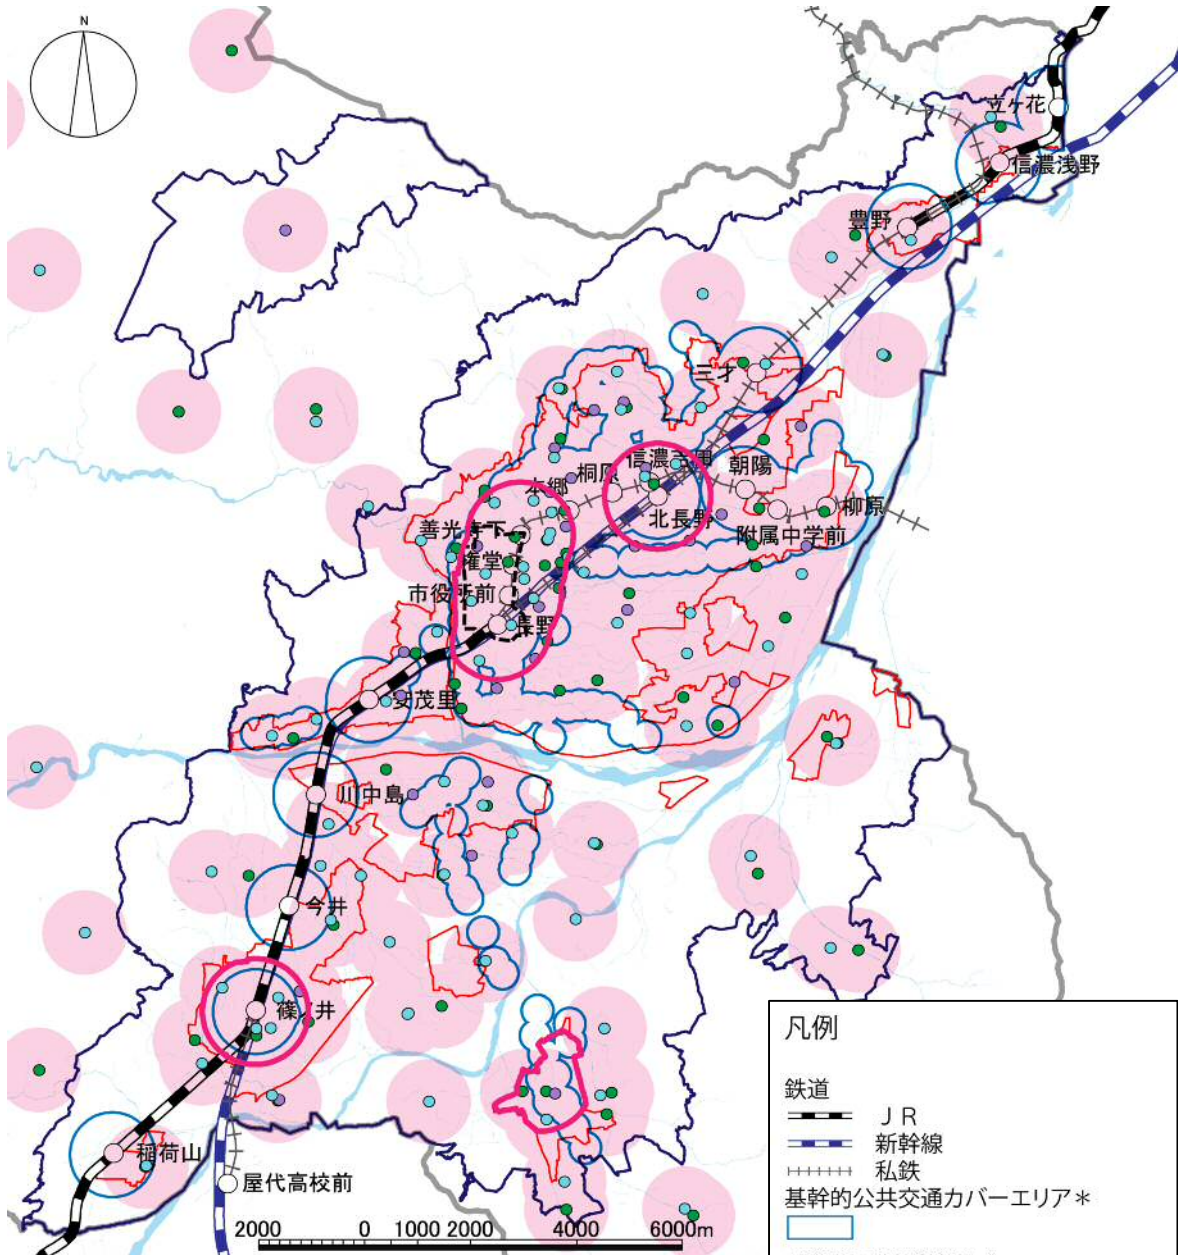 N
立ヶ花
信濃浅野
豊野
三才
朝陽
桐原
本郷
柳原
北長野
附属中学前
善光寺下
権堂
市役所前
長野
安茂里
川中島
今井
篠ノ井
稲荷山
屋代高校前
2000 0 1000 2000 4000 6000m
凡例
鉄道
ＪＲ
新幹線
私鉄
基幹的公共交通カバーエリア＊